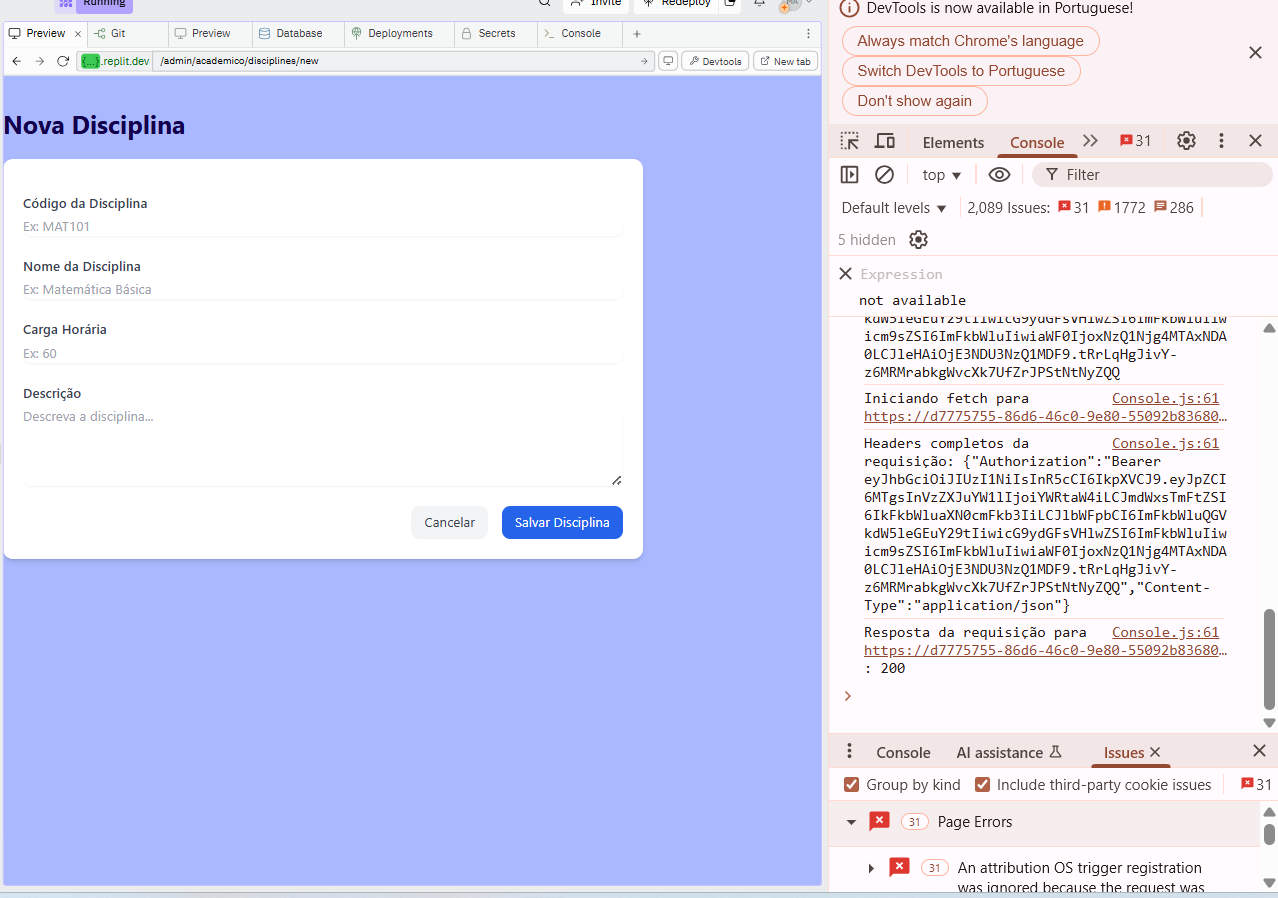 Running
Invite
Redeploy
Preview
Git
Preview
Database
Deployments
Secrets
Console
{...}.replit.dev
/admin/academico/disciplines/new
Devtools
New tab
Nova Disciplina
Código da Disciplina
Ex: MAT101
Nome da Disciplina
Ex: Matemática Básica
Carga Horária
Ex: 60
Descrição
Descreva a disciplina...
Cancelar
Salvar Disciplina
DevTools is now available in Portuguese!
Always match Chrome's language
Switch DevTools to Portuguese
Don't show again
Elements
Console
31
top
Filter
Default levels
2,089 Issues:
31
1772
286
5 hidden
Expression
not available
0LCJleHAiOjE3NDU3NzQ1MDF9.tRrLqHgJivY-
z6MRMrabkgWvcXk7UfZrJPStNtNyZQQ
Iniciando fetch para
Console.js:61
https://d7775755-86d6-46c0-9e80-55092b83680…
Headers completos da
Console.js:61
requisição: {"Authorization":"Bearer
eyJhbGciOiJIUzI1NiIsInR5cCI6IkpXVCJ9.eyJpZCI
6MTgsInVzZXJuYW1lIjoiYWRtaW4iLCJmdWxsTmFtZSI
6IkFkbWluaXN0cmFkb3IiLCJlbWFpbCI6ImFkbWluQGV
kdW5leGEuY29tIiwicG9ydGFsVHlwZSI6ImFkbWluIiw
icm9sZSI6ImFkbWluIiwiaWF0IjoxNzQ1Njg4MTAxNDA
0LCJleHAiOjE3NDU3NzQ1MDF9.tRrLqHgJivY-
z6MRMrabkgWvcXk7UfZrJPStNtNyZQQ","Content-
Type":"application/json"}
Resposta da requisição para
Console.js:61
https://d7775755-86d6-46c0-9e80-55092b83680…
: 200
Console
AI assistance
Issues
Group by kind
Include third-party cookie issues
31
31
Page Errors
31
An attribution OS trigger registration
was ignored because the request was